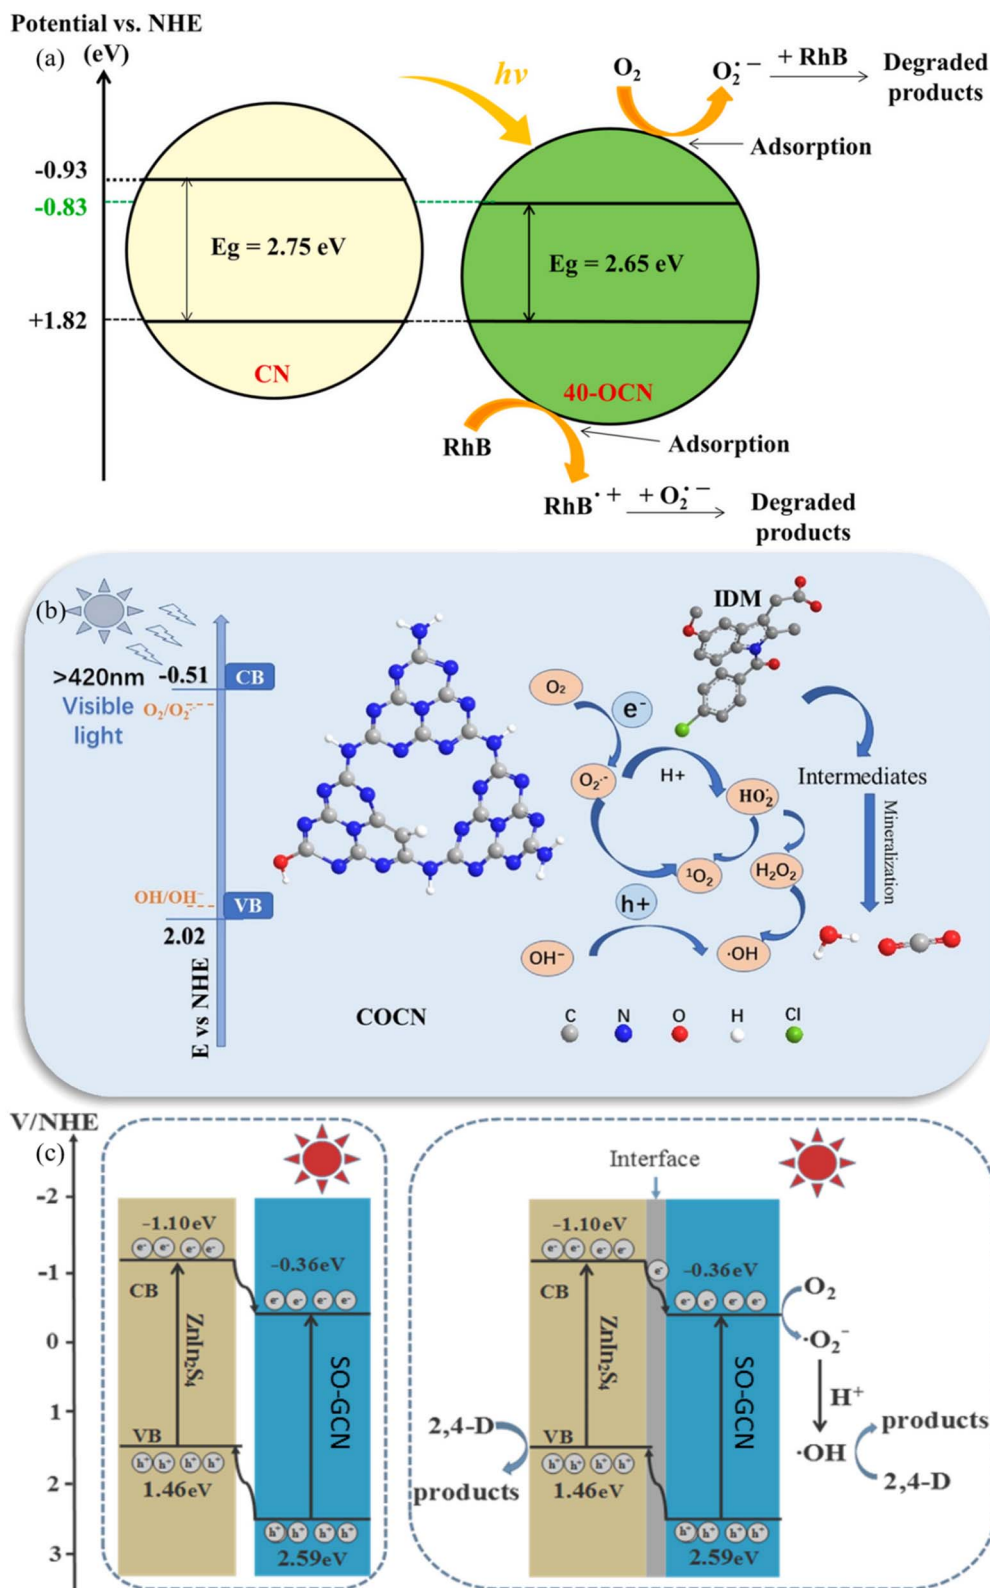 Potential vs. NHE
(a) (eV)
hν
O₂ O₂·⁻ + RhB Degraded
products
Adsorption
-0.93
-0.83
Eg = 2.75 eV
Eg = 2.65 eV
+1.82
CN
40-OCN
RhB
Adsorption
RhB·+ + O₂·⁻ Degraded
products
(b)
IDM
>420nm -0.51 CB
Visible
light
O₂/O₂⁻
O₂
e⁻
O₂·⁻
H+
HO₂·
Intermediates
Mineralization
¹O₂
H₂O₂
OH/OH⁻
VB
2.02
h+
OH⁻
·OH
E vs NHE
COCN
C N O H Cl
V/NHE
(c)
-2
-1
0
1
2
3
-1.10eV
e⁻ e⁻ e⁻ e⁻
-0.36eV
e⁻ e⁻ e⁻ e⁻
CB
ZnIn₂S₄
SO-GCN
VB
h⁺ h⁺ h⁺ h⁺
1.46eV
h⁺ h⁺ h⁺ h⁺
2.59eV
Interface
-1.10eV
e⁻ e⁻ e⁻ e⁻
e⁻
-0.36eV
e⁻ e⁻ e⁻ e⁻
CB
ZnIn₂S₄
SO-GCN
O₂
·O₂⁻
H⁺
·OH
products
2,4-D
2,4-D
products
VB
h⁺ h⁺ h⁺ h⁺
1.46eV
h⁺ h⁺ h⁺ h⁺
2.59eV